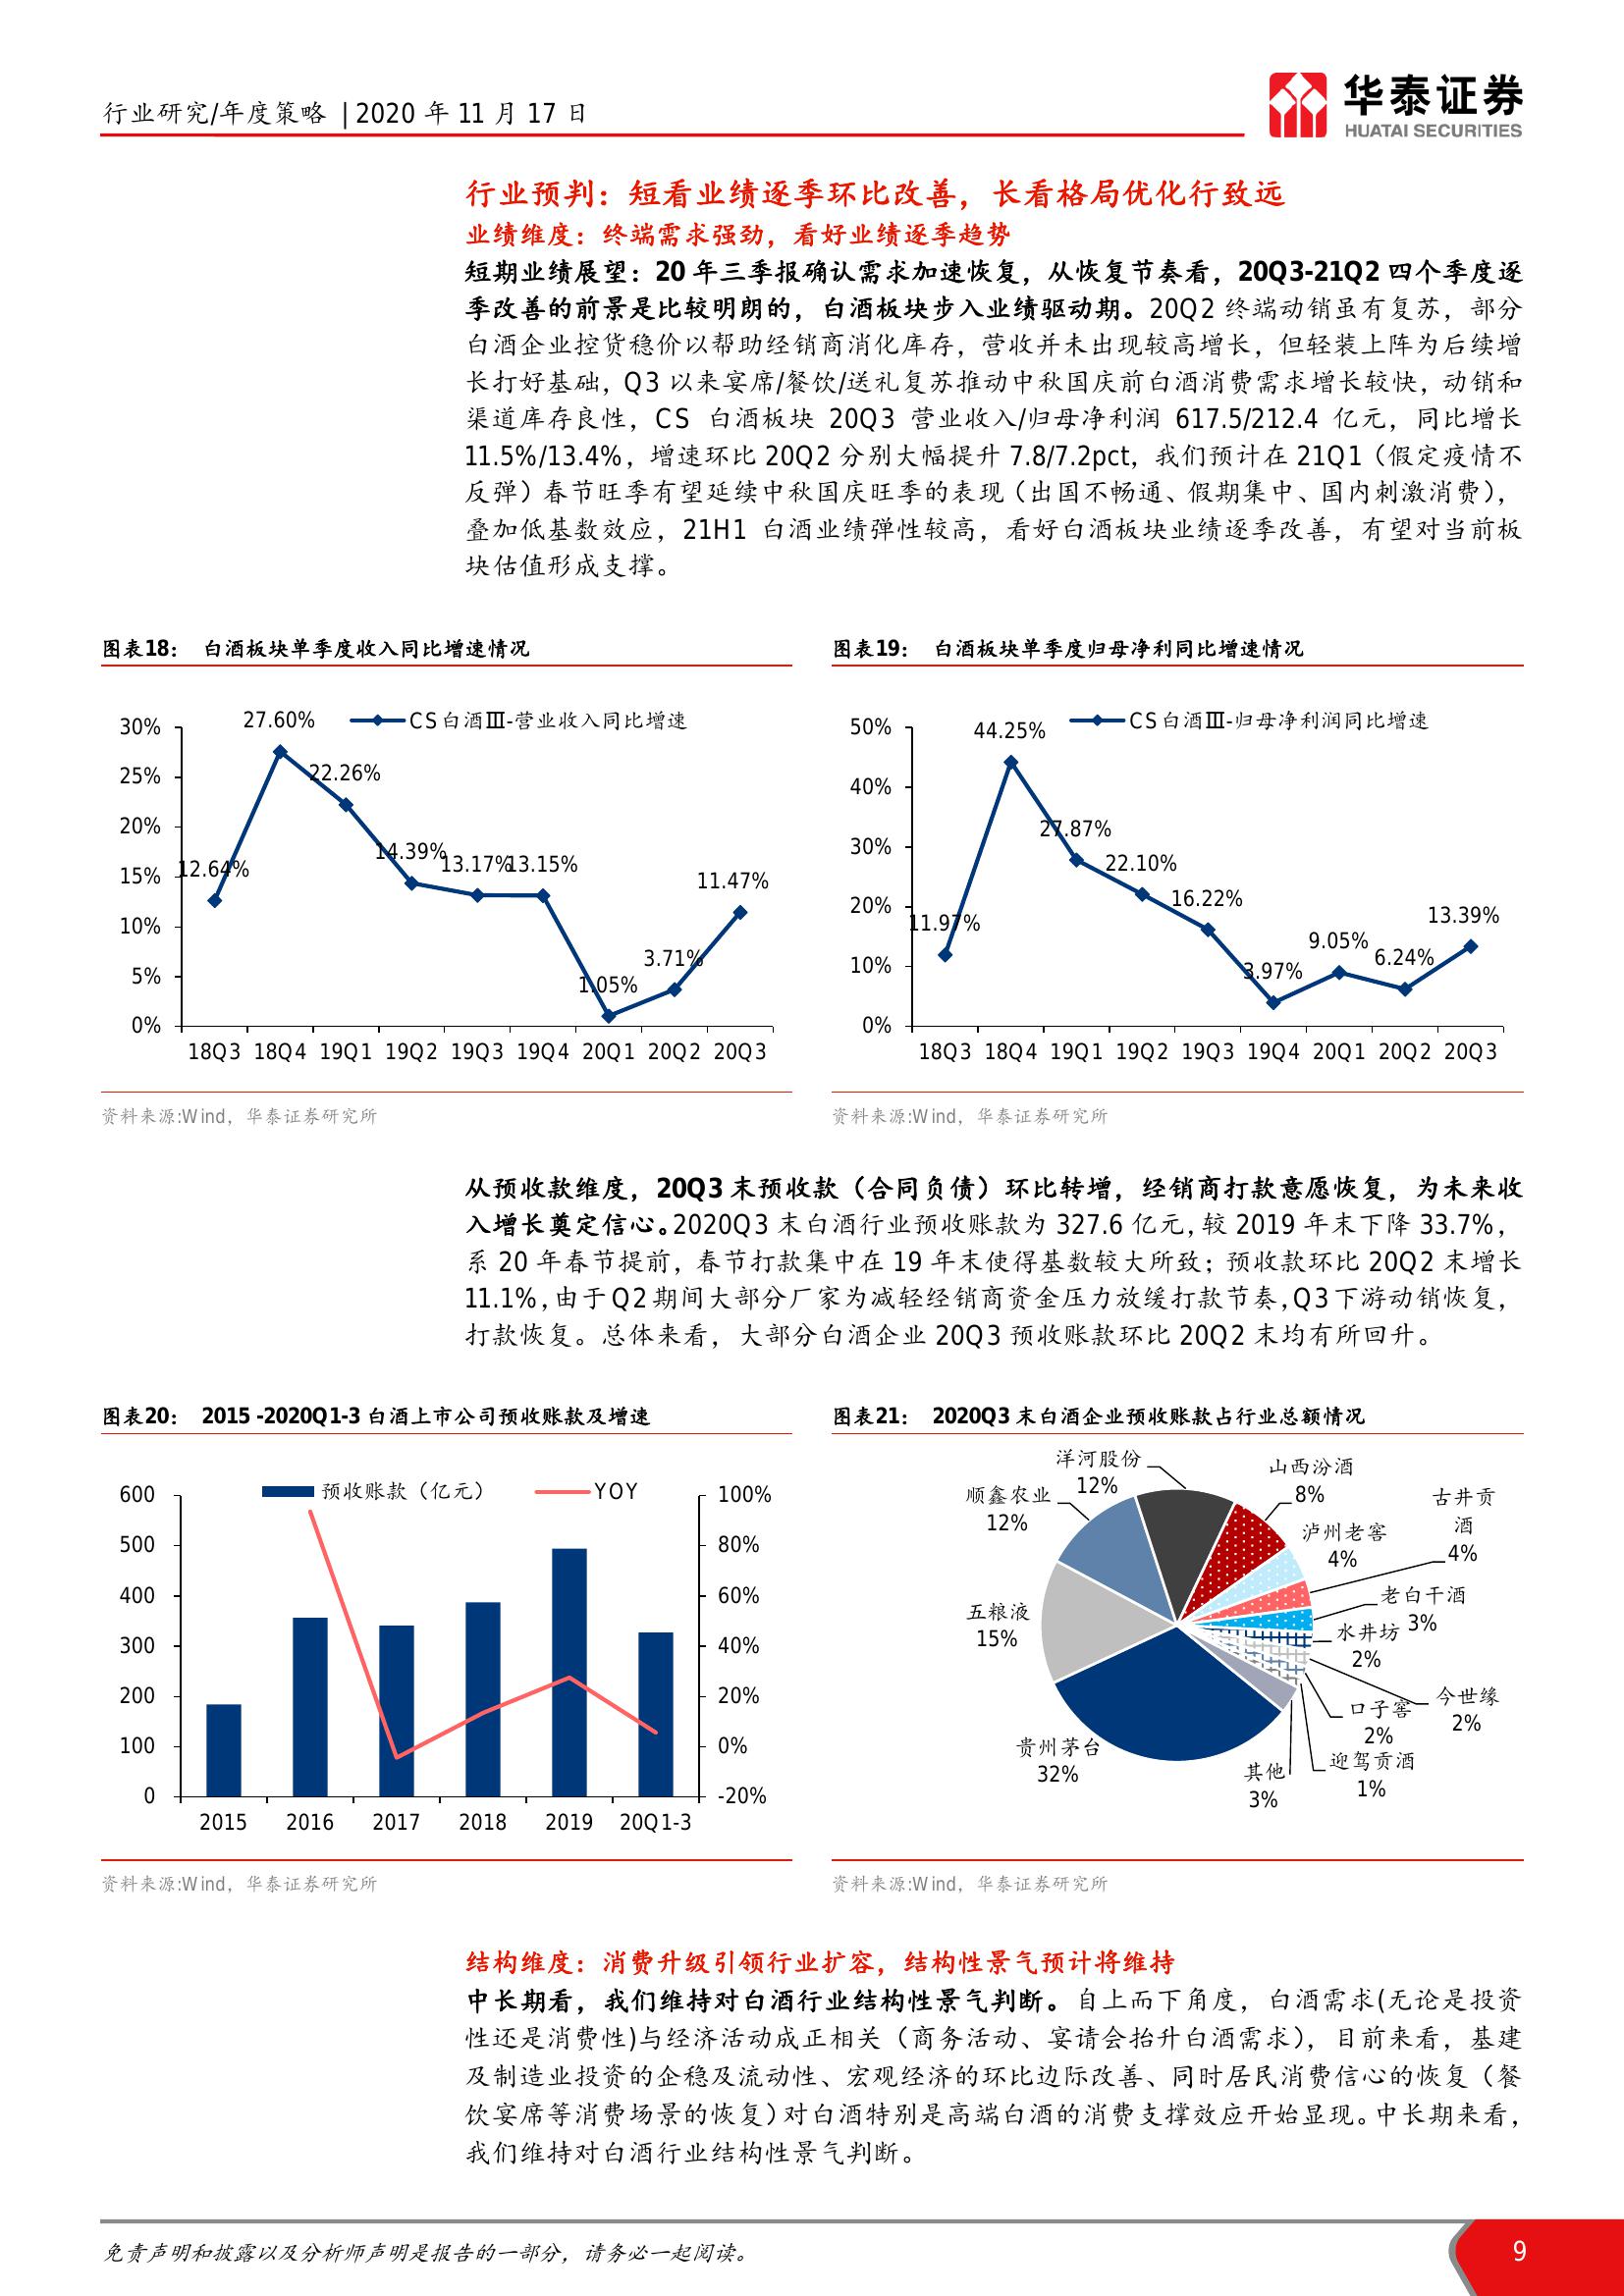 行业研究/年度策略 | 2020 年 11 月 17 日
华泰证券
HUATAI SECURITIES
行业预判：短看业绩逐季环比改善，长看格局优化行致远
业绩维度：终端需求强劲，看好业绩逐季趋势
短期业绩展望：20 年三季报确认需求加速恢复，从恢复节奏看，20Q3-21Q2 四个季度逐
季改善的前景是比较明朗的，白酒板块步入业绩驱动期。20Q2 终端动销虽有复苏，部分
白酒企业控货稳价以帮助经销商消化库存，营收并未出现较高增长，但轻装上阵为后续增
长打好基础，Q3 以来宴席/餐饮/送礼复苏推动中秋国庆前白酒消费需求增长较快，动销和
渠道库存良性，CS 白酒板块 20Q3 营业收入/归母净利润 617.5/212.4 亿元，同比增长
11.5%/13.4%，增速环比 20Q2 分别大幅提升 7.8/7.2pct，我们预计在 21Q1（假定疫情不
反弹）春节旺季有望延续中秋国庆旺季的表现（出国不畅通、假期集中、国内刺激消费），
叠加低基数效应，21H1 白酒业绩弹性较高，看好白酒板块业绩逐季改善，有望对当前板
块估值形成支撑。
图表18： 白酒板块单季度收入同比增速情况
CS白酒Ⅲ-营业收入同比增速
30%
25%
20%
15%
10%
5%
0%
12.64%
27.60%
22.26%
14.39%
13.17%
13.15%
1.05%
3.71%
11.47%
18Q3 18Q4 19Q1 19Q2 19Q3 19Q4 20Q1 20Q2 20Q3
资料来源:Wind，华泰证券研究所
图表19： 白酒板块单季度归母净利同比增速情况
CS白酒Ⅲ-归母净利润同比增速
50%
40%
30%
20%
10%
0%
11.97%
44.25%
27.87%
22.10%
16.22%
3.97%
9.05%
6.24%
13.39%
18Q3 18Q4 19Q1 19Q2 19Q3 19Q4 20Q1 20Q2 20Q3
资料来源:Wind，华泰证券研究所
从预收款维度，20Q3 末预收款（合同负债）环比转增，经销商打款意愿恢复，为未来收
入增长奠定信心。2020Q3 末白酒行业预收账款为 327.6 亿元，较 2019 年末下降 33.7%，
系 20 年春节提前，春节打款集中在 19 年末使得基数较大所致；预收款环比 20Q2 末增长
11.1%，由于Q2期间大部分厂家为减轻经销商资金压力放缓打款节奏，Q3下游动销恢复，
打款恢复。总体来看，大部分白酒企业 20Q3 预收账款环比 20Q2 末均有所回升。
图表20： 2015 -2020Q1-3 白酒上市公司预收账款及增速
预收账款（亿元）
YOY
600
500
400
300
200
100
0
100%
80%
60%
40%
20%
0%
-20%
2015 2016 2017 2018 2019 20Q1-3
资料来源:Wind，华泰证券研究所
图表21： 2020Q3 末白酒企业预收账款占行业总额情况
洋河股份
12%
山西汾酒
8%
顺鑫农业
12%
古井贡
酒
4%
泸州老窖
4%
老白干酒
3%
五粮液
15%
水井坊
2%
今世缘
2%
口子窖
2%
贵州茅台
32%
迎驾贡酒
1%
其他
3%
资料来源:Wind，华泰证券研究所
结构维度：消费升级引领行业扩容，结构性景气预计将维持
中长期看，我们维持对白酒行业结构性景气判断。自上而下角度，白酒需求(无论是投资
性还是消费性)与经济活动成正相关（商务活动、宴请会抬升白酒需求），目前来看，基建
及制造业投资的企稳及流动性、宏观经济的环比边际改善、同时居民消费信心的恢复（餐
饮宴席等消费场景的恢复）对白酒特别是高端白酒的消费支撑效应开始显现。中长期来看，
我们维持对白酒行业结构性景气判断。
免责声明和披露以及分析师声明是报告的一部分，请务必一起阅读。
9